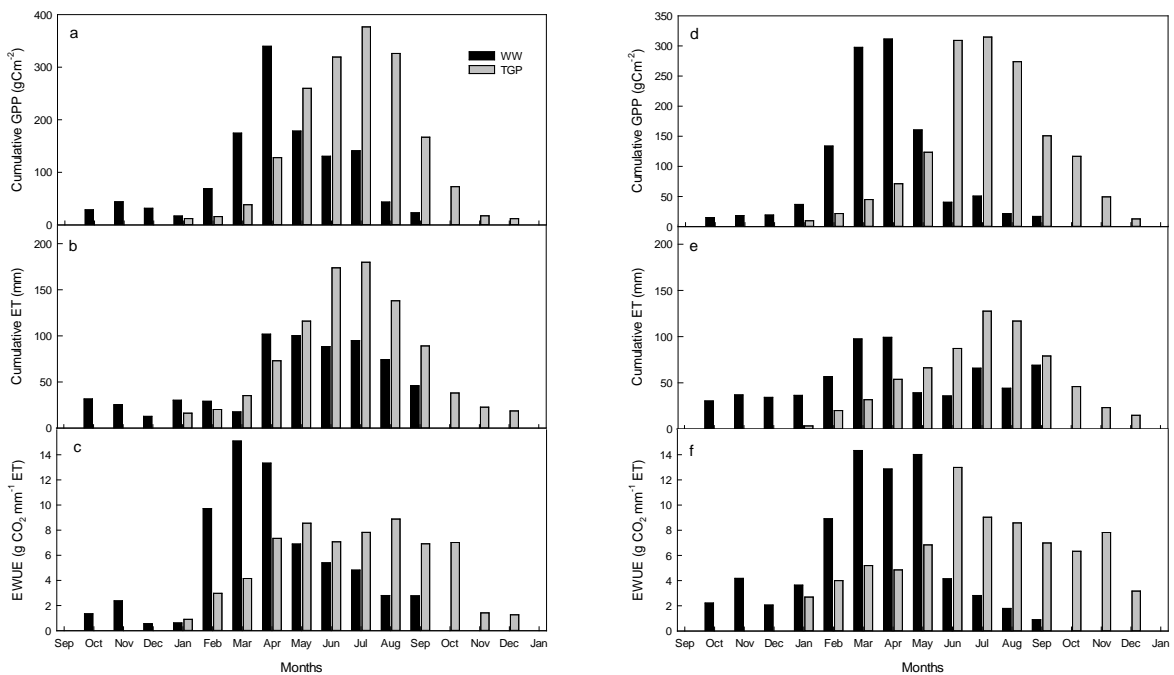 a
WW
TGP
Cumulative GPP (gCm-2)
400
300
200
100
0
b
Cumulative ET (mm)
200
150
100
50
0
c
EWUE (g CO2 mm-1 ET)
14
12
10
8
6
4
2
0
Sep Oct Nov Dec Jan Feb Mar Apr May Jun Jul Aug Sep Oct Nov Dec Jan
Months
d
Cumulative GPP (gCm-2)
350
300
250
200
150
100
50
0
e
Cumulative ET (mm)
200
150
100
50
0
f
EWUE (g CO2 mm-1 ET)
14
12
10
8
6
4
2
0
Sep Oct Nov Dec Jan Feb Mar Apr May Jun Jul Aug Sep Oct Nov Dec Jan
Months